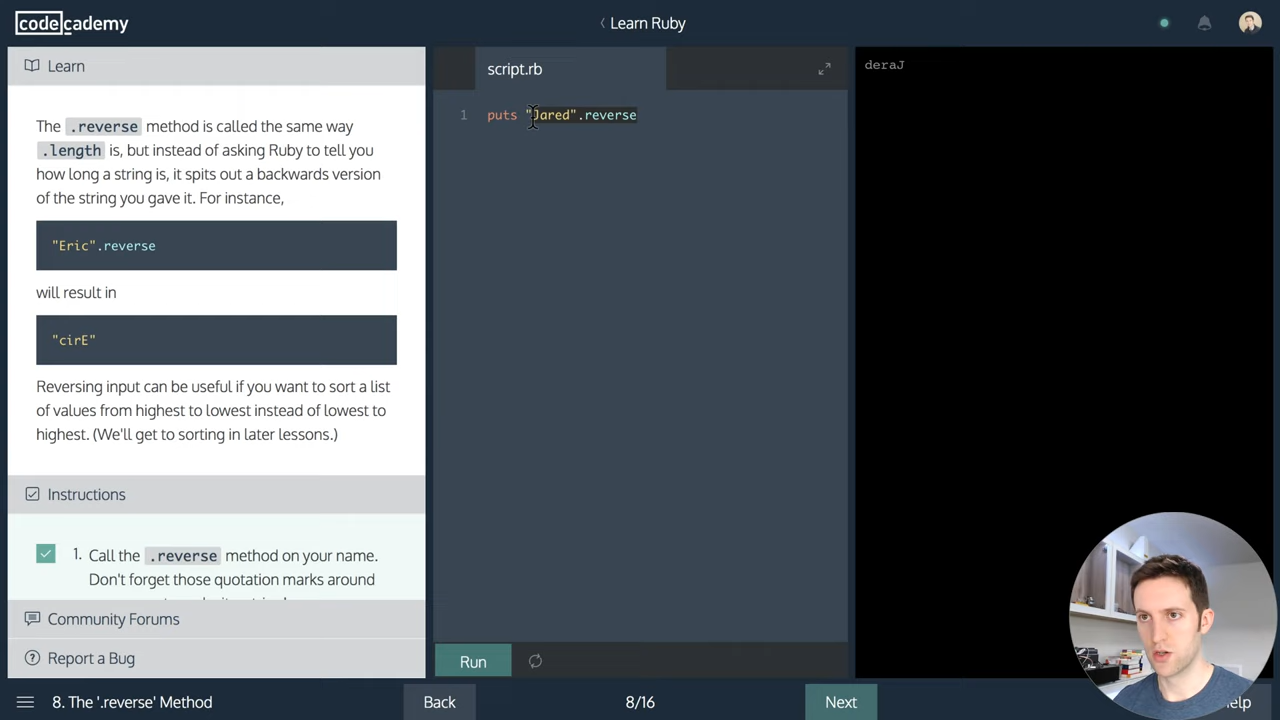 codecademy
Learn Ruby
Learn
script.rb
deraJ
1 puts "Jared".reverse
The .reverse method is called the same way
.length is, but instead of asking Ruby to tell you
how long a string is, it spits out a backwards version
of the string you gave it. For instance,
"Eric".reverse
will result in
"cirE"
Reversing input can be useful if you want to sort a list
of values from highest to lowest instead of lowest to
highest. (We'll get to sorting in later lessons.)
Instructions
1. Call the .reverse method on your name.
Don't forget those quotation marks around
Community Forums
Report a Bug
Run
8. The '.reverse' Method
Back
8/16
Next